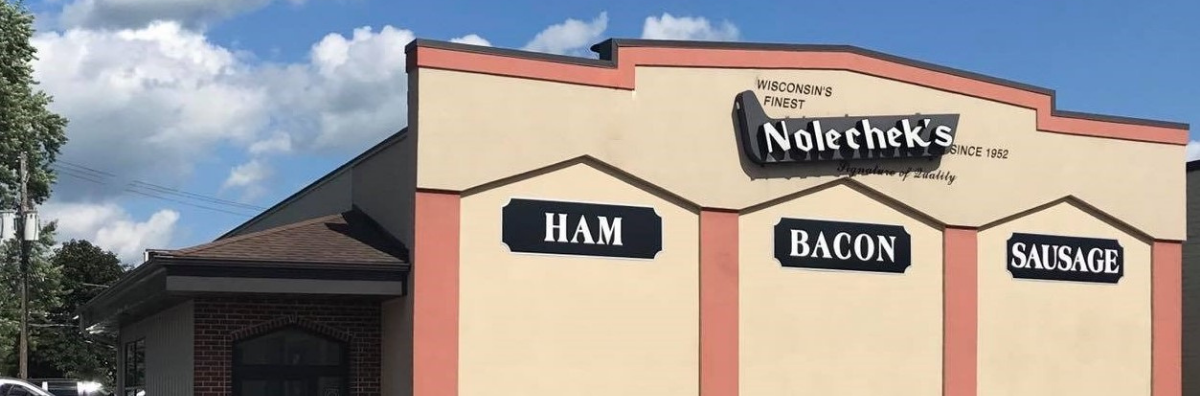 WISCONSIN'S
FINEST
Nolechek's
SINCE 1952
Signature of Quality
HAM
BACON
SAUSAGE